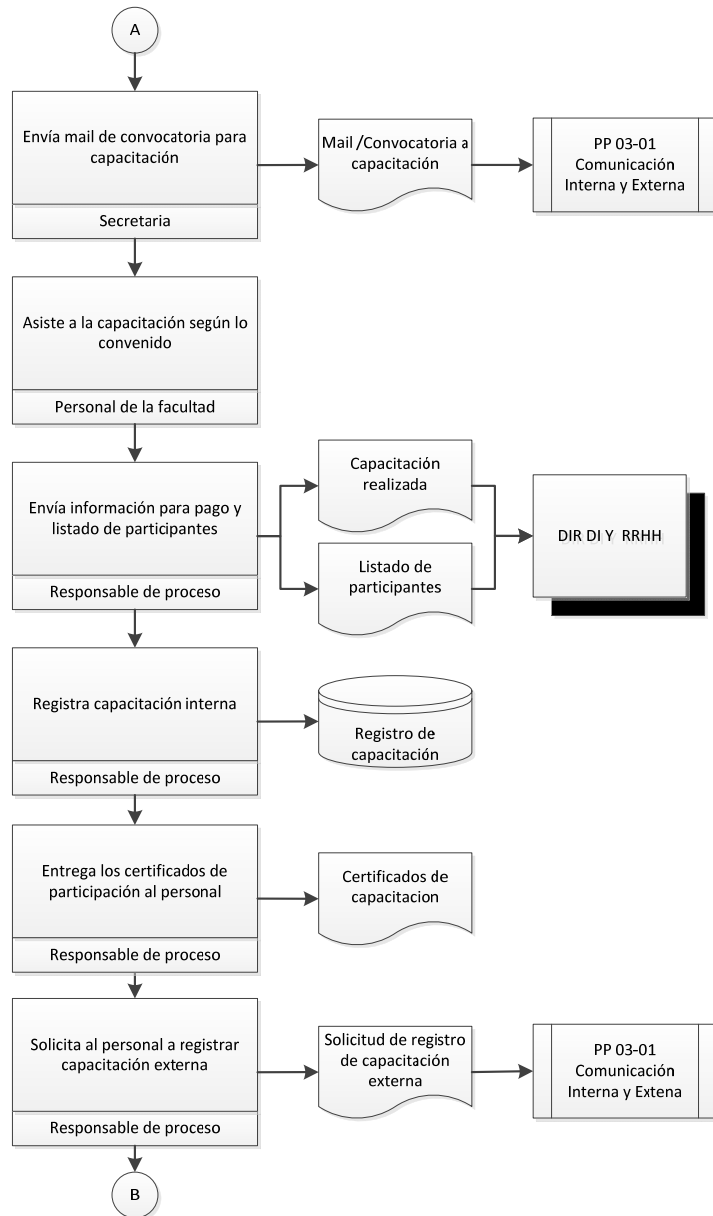 A
Envía mail de convocatoria para
capacitación
Secretaria
Mail /Convocatoria a
capacitación
PP 03-01
Comunicación
Interna y Externa
Asiste a la capacitación según lo
convenido
Personal de la facultad
Envía información para pago y
listado de participantes
Responsable de proceso
Capacitación
realizada
Listado de
participantes
DIR DI Y RRHH
Registra capacitación interna
Responsable de proceso
Registro de
capacitación
Entrega los certificados de
participación al personal
Responsable de proceso
Certificados de
capacitacion
Solicita al personal a registrar
capacitación externa
Responsable de proceso
Solicitud de registro
de capacitación
externa
PP 03-01
Comunicación
Interna y Extena
B